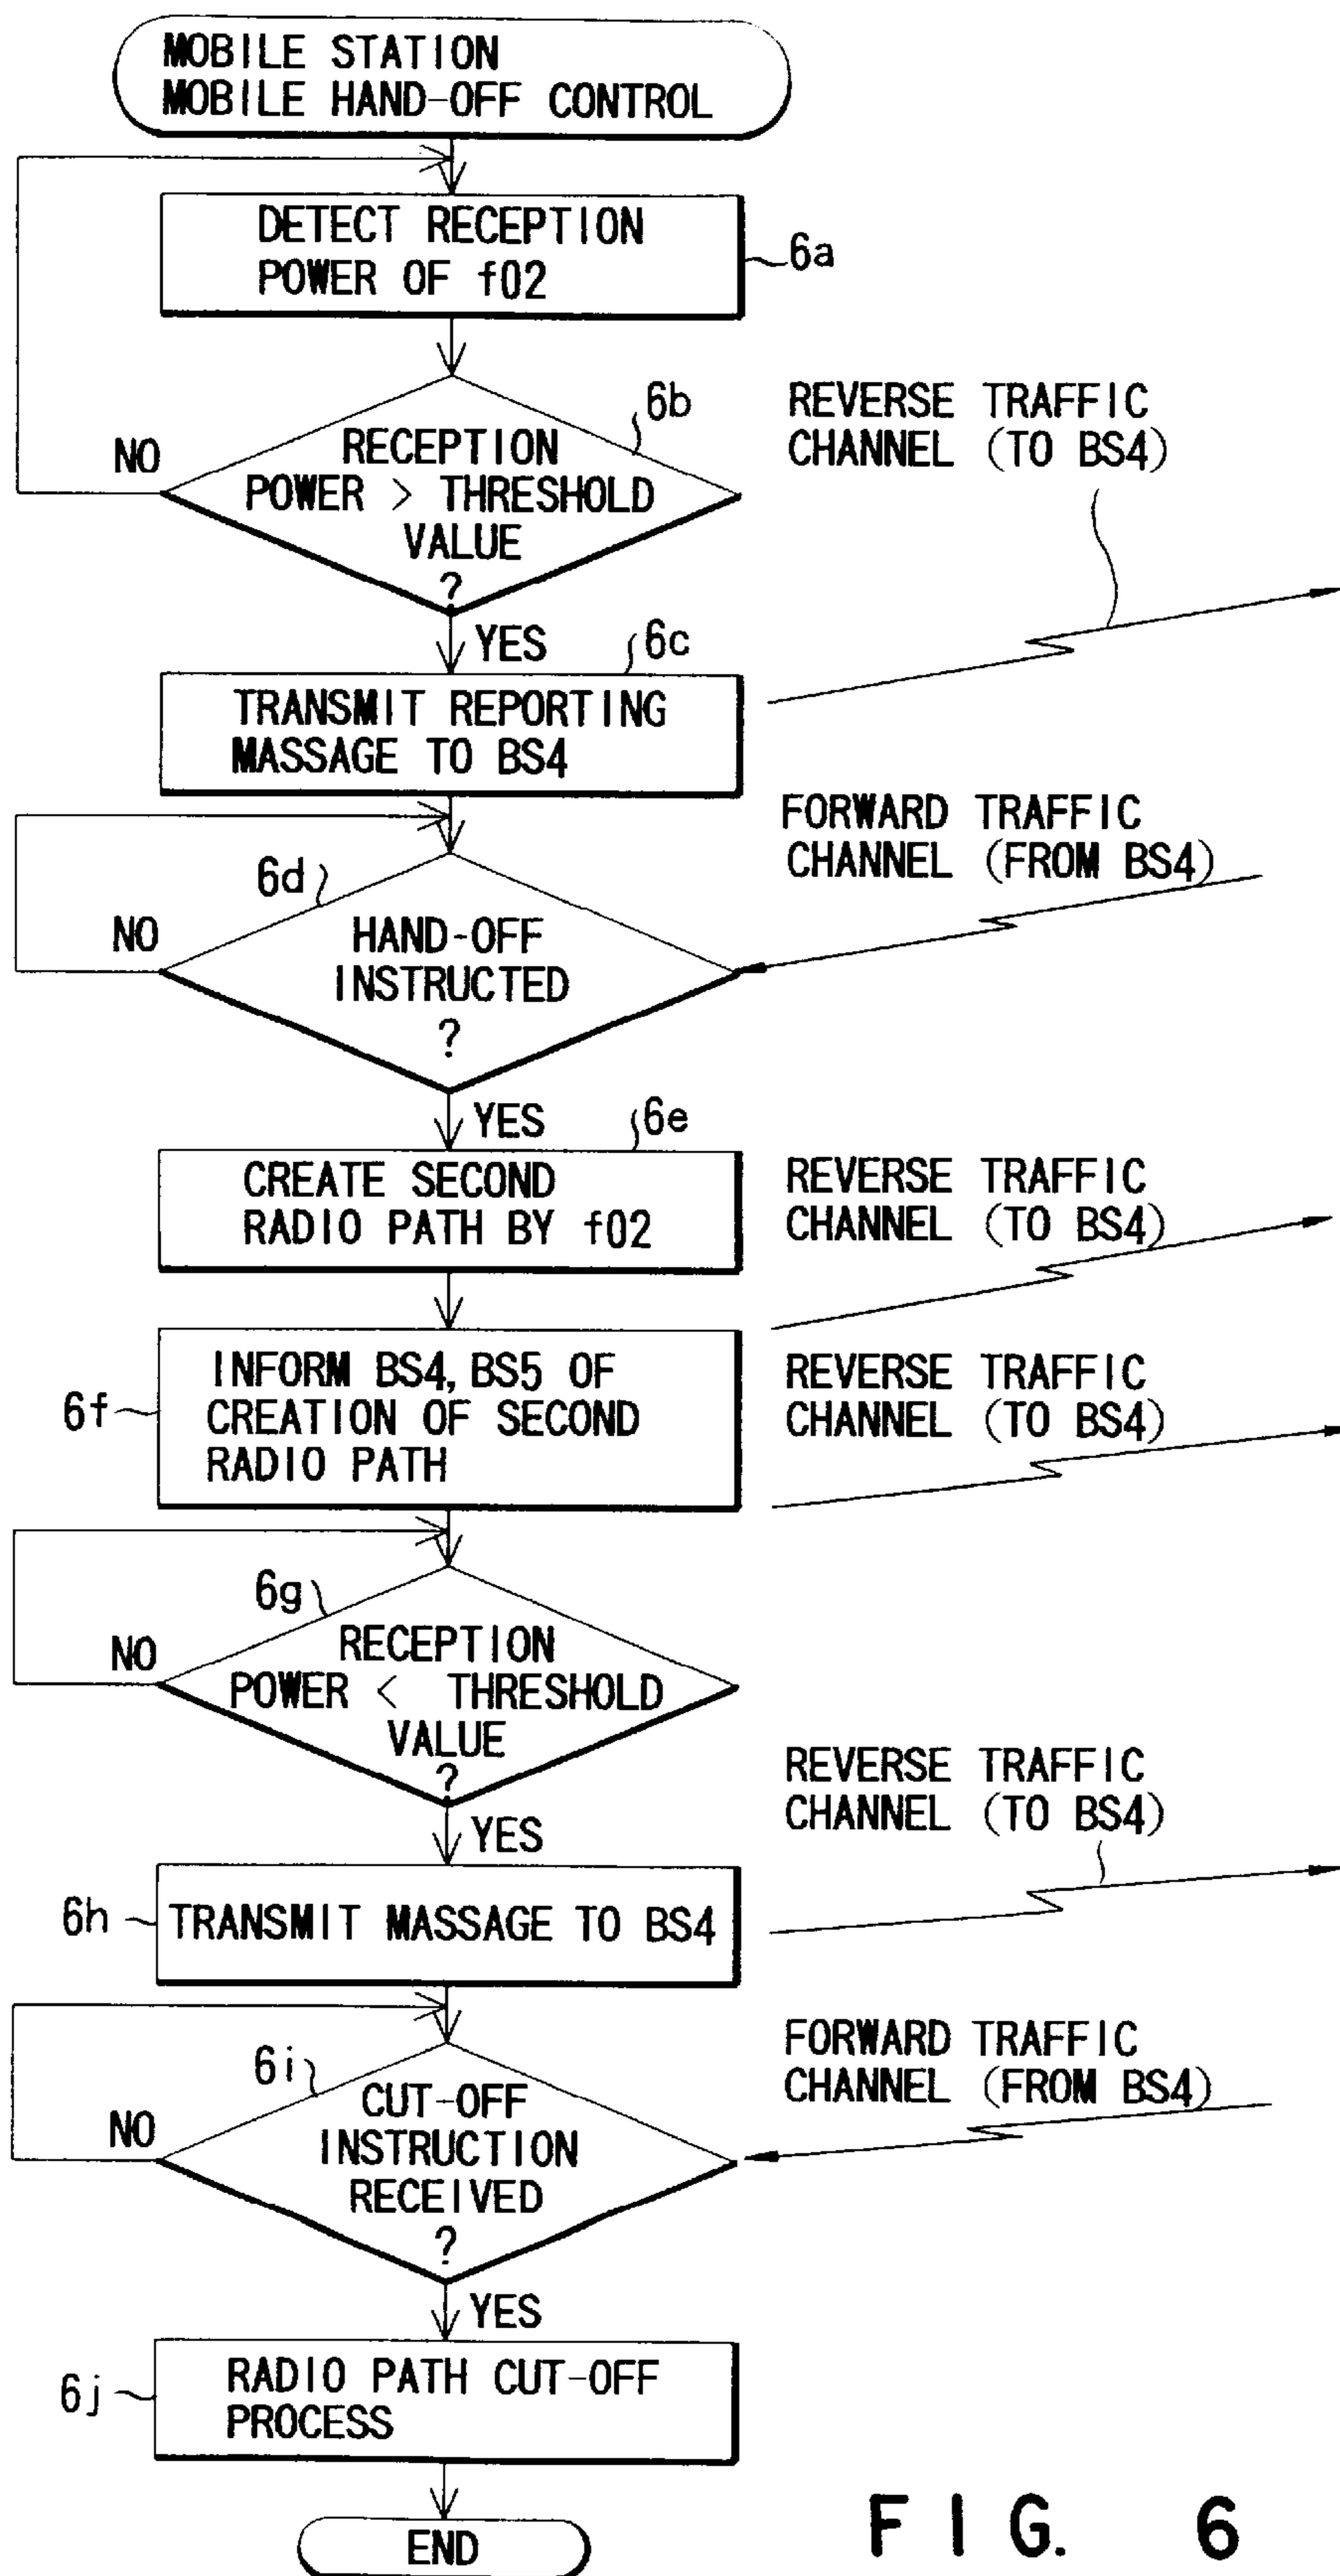 MOBILE STATION
MOBILE HAND-OFF CONTROL
DETECT RECEPTION
POWER OF f02
6a
6b
RECEPTION
POWER > THRESHOLD
VALUE
?
NO
YES
REVERSE TRAFFIC
CHANNEL (TO BS4)
6c
TRANSMIT REPORTING
MASSAGE TO BS4
FORWARD TRAFFIC
CHANNEL (FROM BS4)
6d
HAND-OFF
INSTRUCTED
?
NO
YES
6e
CREATE SECOND
RADIO PATH BY f02
REVERSE TRAFFIC
CHANNEL (TO BS4)
6f
INFORM BS4, BS5 OF
CREATION OF SECOND
RADIO PATH
REVERSE TRAFFIC
CHANNEL (TO BS4)
6g
RECEPTION
POWER < THRESHOLD
VALUE
?
NO
YES
REVERSE TRAFFIC
CHANNEL (TO BS4)
6h
TRANSMIT MASSAGE TO BS4
FORWARD TRAFFIC
CHANNEL (FROM BS4)
6i
CUT-OFF
INSTRUCTION
RECEIVED
?
NO
YES
6j
RADIO PATH CUT-OFF
PROCESS
END
FIG. 6